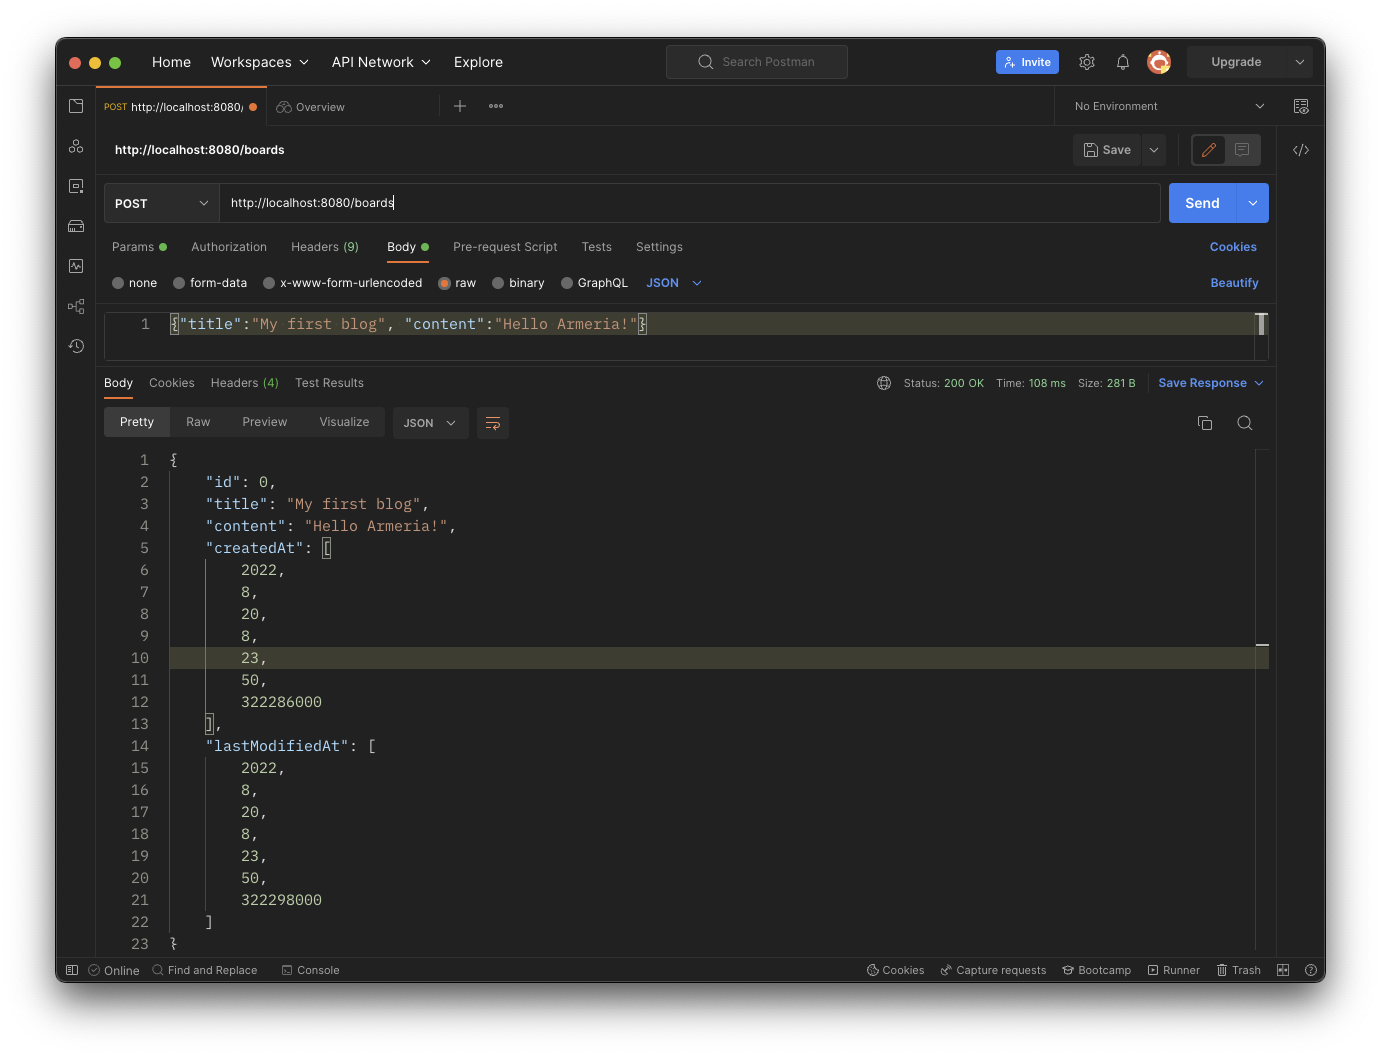 Home Workspaces API Network Explore Search Postman Invite Upgrade
POST http://localhost:8080/ Overview No Environment
http://localhost:8080/boards Save
POST http://localhost:8080/boards Send
Params Authorization Headers (9) Body Pre-request Script Tests Settings Cookies
none form-data x-www-form-urlencoded raw binary GraphQL JSON Beautify
1 {"title":"My first blog", "content":"Hello Armeria!"}
Body Cookies Headers (4) Test Results Status: 200 OK Time: 108 ms Size: 281 B Save Response
Pretty Raw Preview Visualize JSON
1 {
2 "id": 0,
3 "title": "My first blog",
4 "content": "Hello Armeria!",
5 "createdAt": [
6 2022,
7 8,
8 20,
9 8,
10 23,
11 50,
12 322286000
13 ],
14 "lastModifiedAt": [
15 2022,
16 8,
17 20,
18 8,
19 23,
20 50,
21 322298000
22 ]
23 }
Online Find and Replace Console Cookies Capture requests Bootcamp Runner Trash